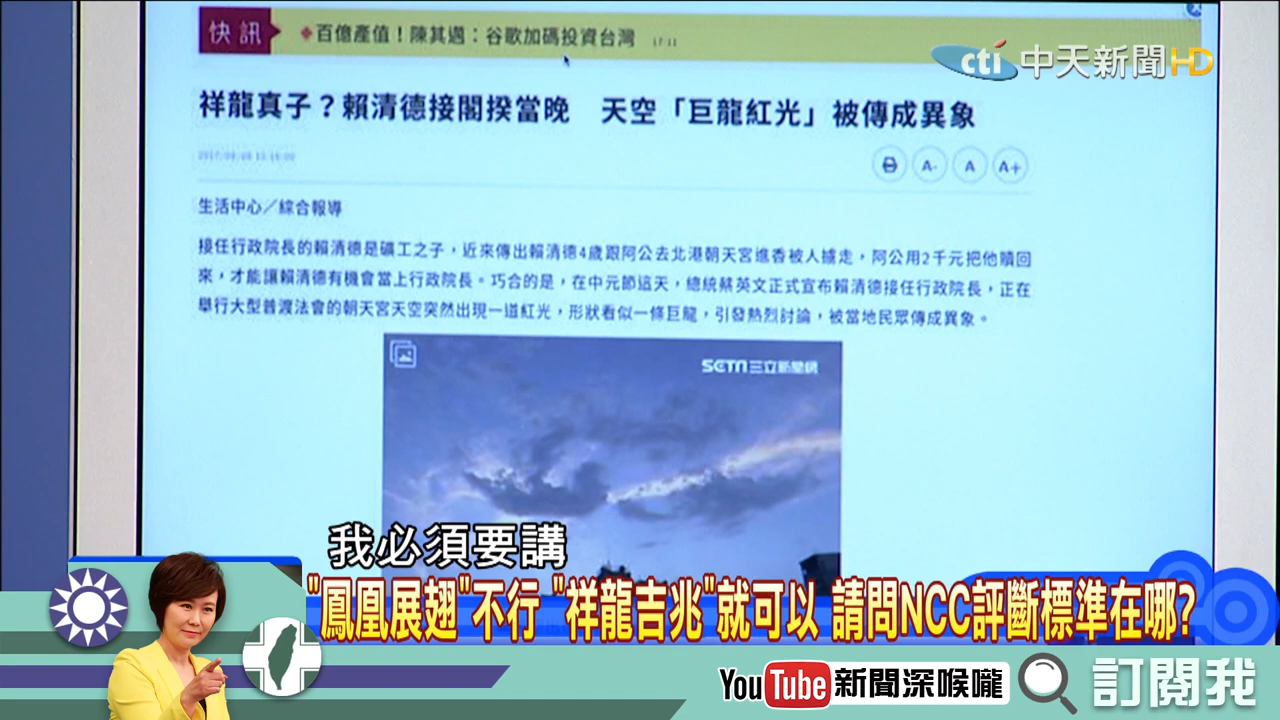 快訊 百億產值！陳其邁：谷歌加碼投資台灣
cti 中天新聞HD
祥龍真子？賴清德接閣揆當晚 天空「巨龍紅光」被傳成異象
A- A A+
生活中心／綜合報導
接任行政院長的賴清德是礦工之子，近來傳出賴清德4歲跟阿公去北港朝天宮進香被人擄走，阿公用2千元把他贖回
來，才能讓賴清德有機會當上行政院長。巧合的是，在中元節這天，總統蔡英文正式宣布賴清德接任行政院長，正在
舉行大型普渡法會的朝天宮天空突然出現一道紅光，形狀看似一條巨龍，引發熱烈討論，被當地民眾傳成異象。
SETN三立新聞網
我必須要講
"鳳凰展翅"不行 "祥龍吉兆"就可以 請問NCC評斷標準在哪?
YouTube 新聞深喉嚨 訂閱我